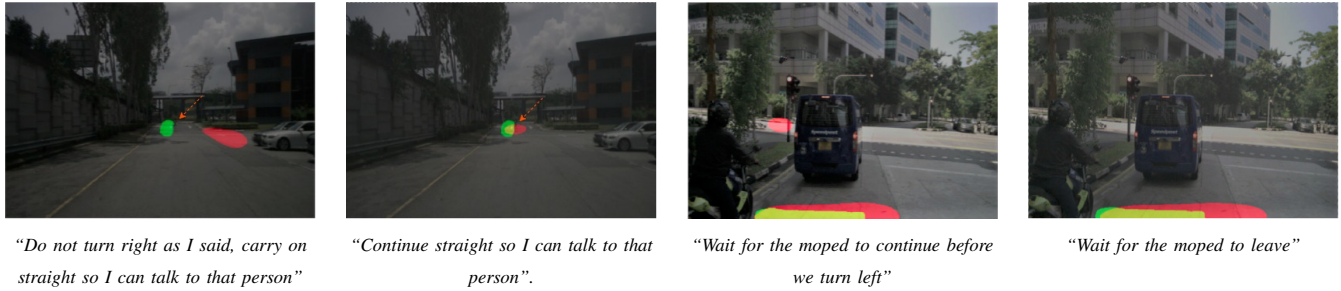 “Do not turn right as I said, carry on
straight so I can talk to that person”
“Continue straight so I can talk to that
person”.
“Wait for the moped to continue before
we turn left”
“Wait for the moped to leave”